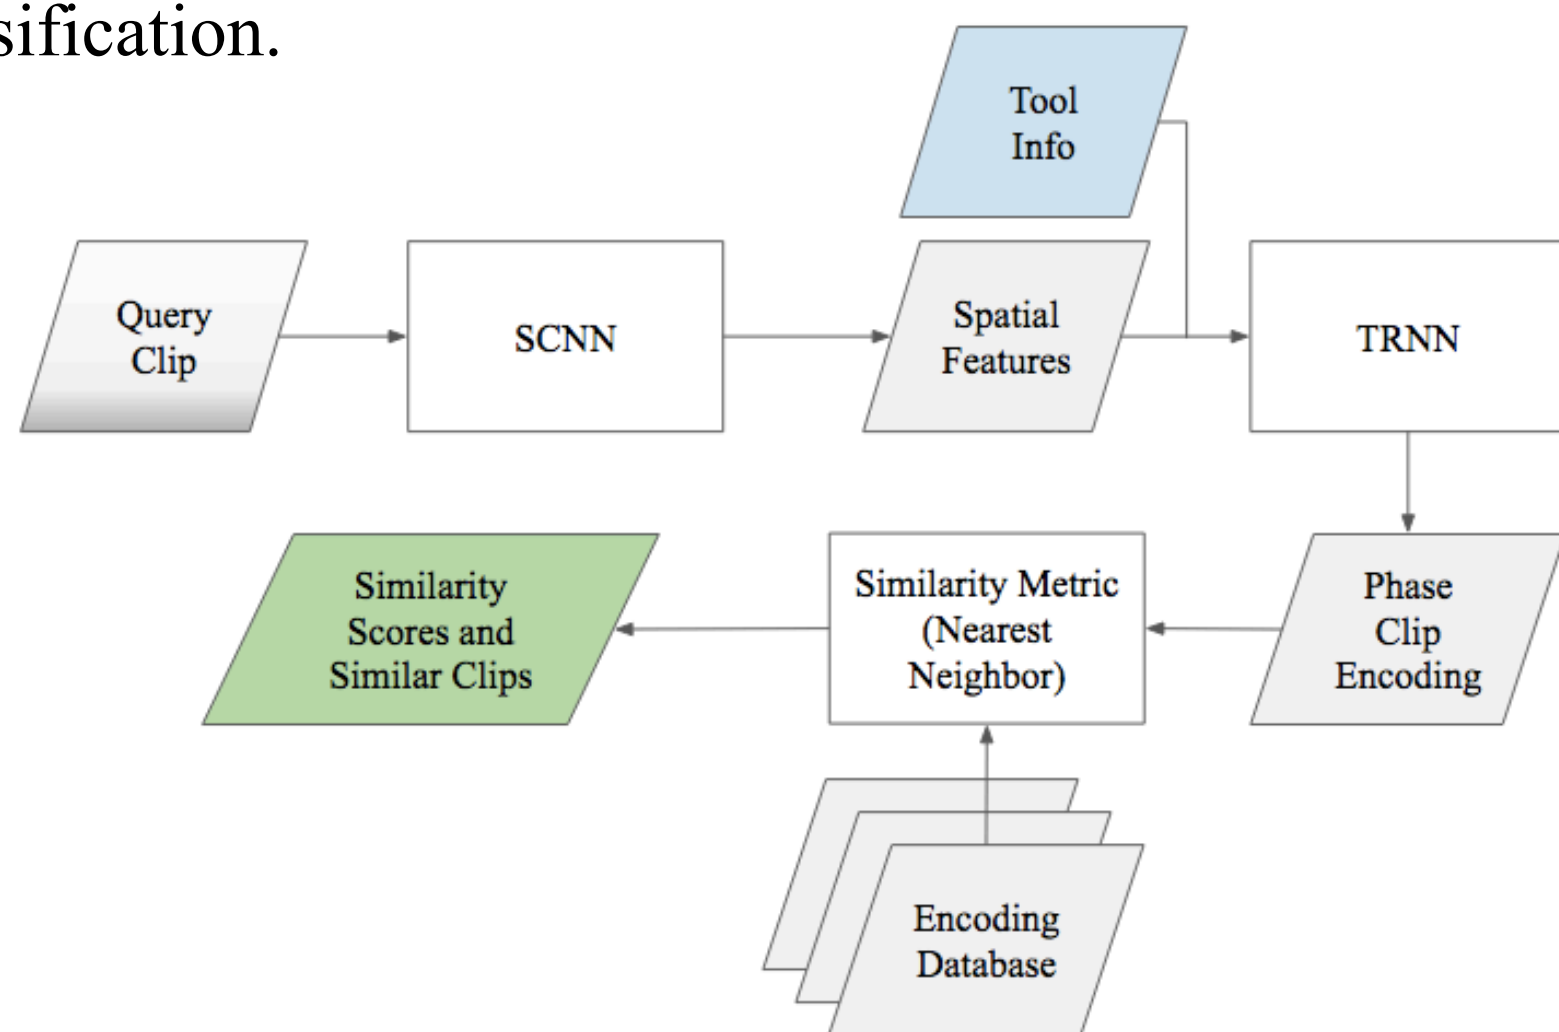 sification.
Tool
Info
Query
Clip
SCNN
Spatial
Features
TRNN
Similarity
Scores and
Similar Clips
Similarity Metric
(Nearest
Neighbor)
Phase
Clip
Encoding
Encoding
Database